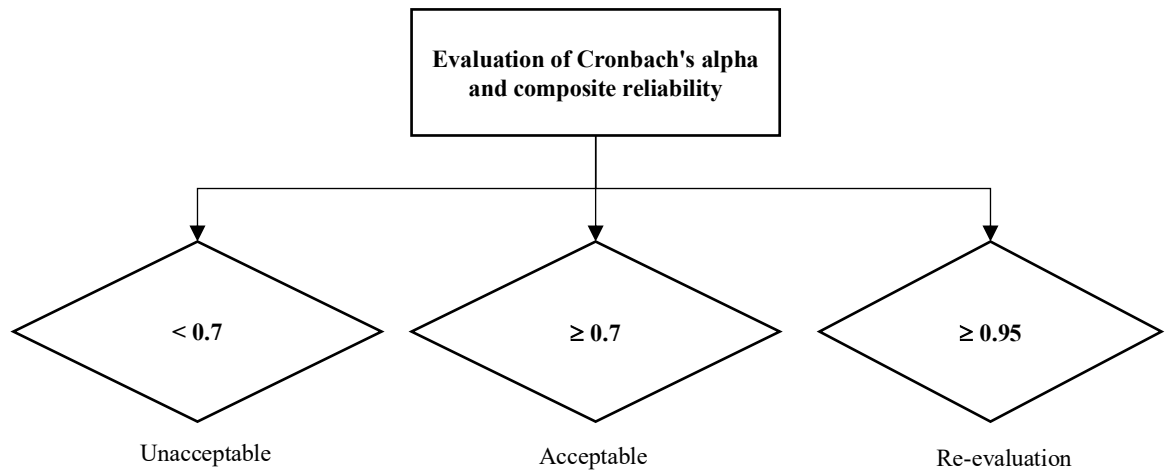 Evaluation of Cronbach's alpha
and composite reliability
< 0.7
≥ 0.7
≥ 0.95
Unacceptable
Acceptable
Re-evaluation